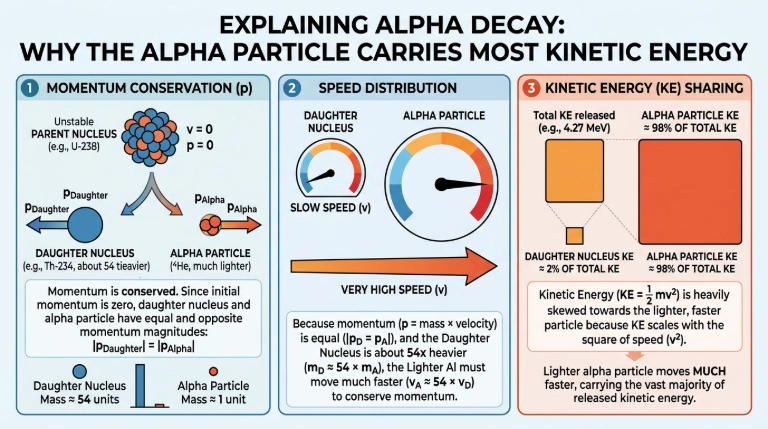 EXPLAINING ALPHA DECAY:
WHY THE ALPHA PARTICLE CARRIES MOST KINETIC ENERGY
1 MOMENTUM CONSERVATION (p)
Unstable
PARENT NUCLEUS
(e.g., U-238)
v = 0
p = 0
pDaughter
pDaughter
pAlpha
pAlpha
DAUGHTER NUCLEUS
(e.g., Th-234, about 54 tieavier)
ALPHA PARTICLE
(⁴He, much lighter)
Momentum is conserved. Since initial
momentum is zero, daughter nucleus and
alpha particle have equal and opposite
momentum magnitudes:
|pDaughter| = |pAlpha|
Daughter Nucleus
Mass ≈ 54 units
Alpha Particle
Mass ≈ 1 unit
2 SPEED DISTRIBUTION
DAUGHTER
NUCLEUS
SLOW SPEED (v)
ALPHA PARTICLE
VERY HIGH SPEED (v)
Because momentum (p = mass × velocity)
is equal (|pD = pA|), and the Daughter
Nucleus is about 54x heavier
(mD ≈ 54 × mA), the Lighter Al must
move much faster (vA ≈ 54 × vD)
to conserve momentum.
3 KINETIC ENERGY (KE) SHARING
Total KE released
(e.g., 4.27 MeV)
ALPHA PARTICLE KE
≈ 98% OF TOTAL KE
DAUGHTER NUCLEUS KE
≈ 2% OF TOTAL KE
ALPHA PARTICLE KE
≈ 98% OF TOTAL KE
Kinetic Energy (KE = 1/2 mv²) is heavily
skewed towards the lighter, faster
particle because KE scales with the
square of speed (v²).
Lighter alpha particle moves MUCH
faster, carrying the vast majority of
released kinetic energy.